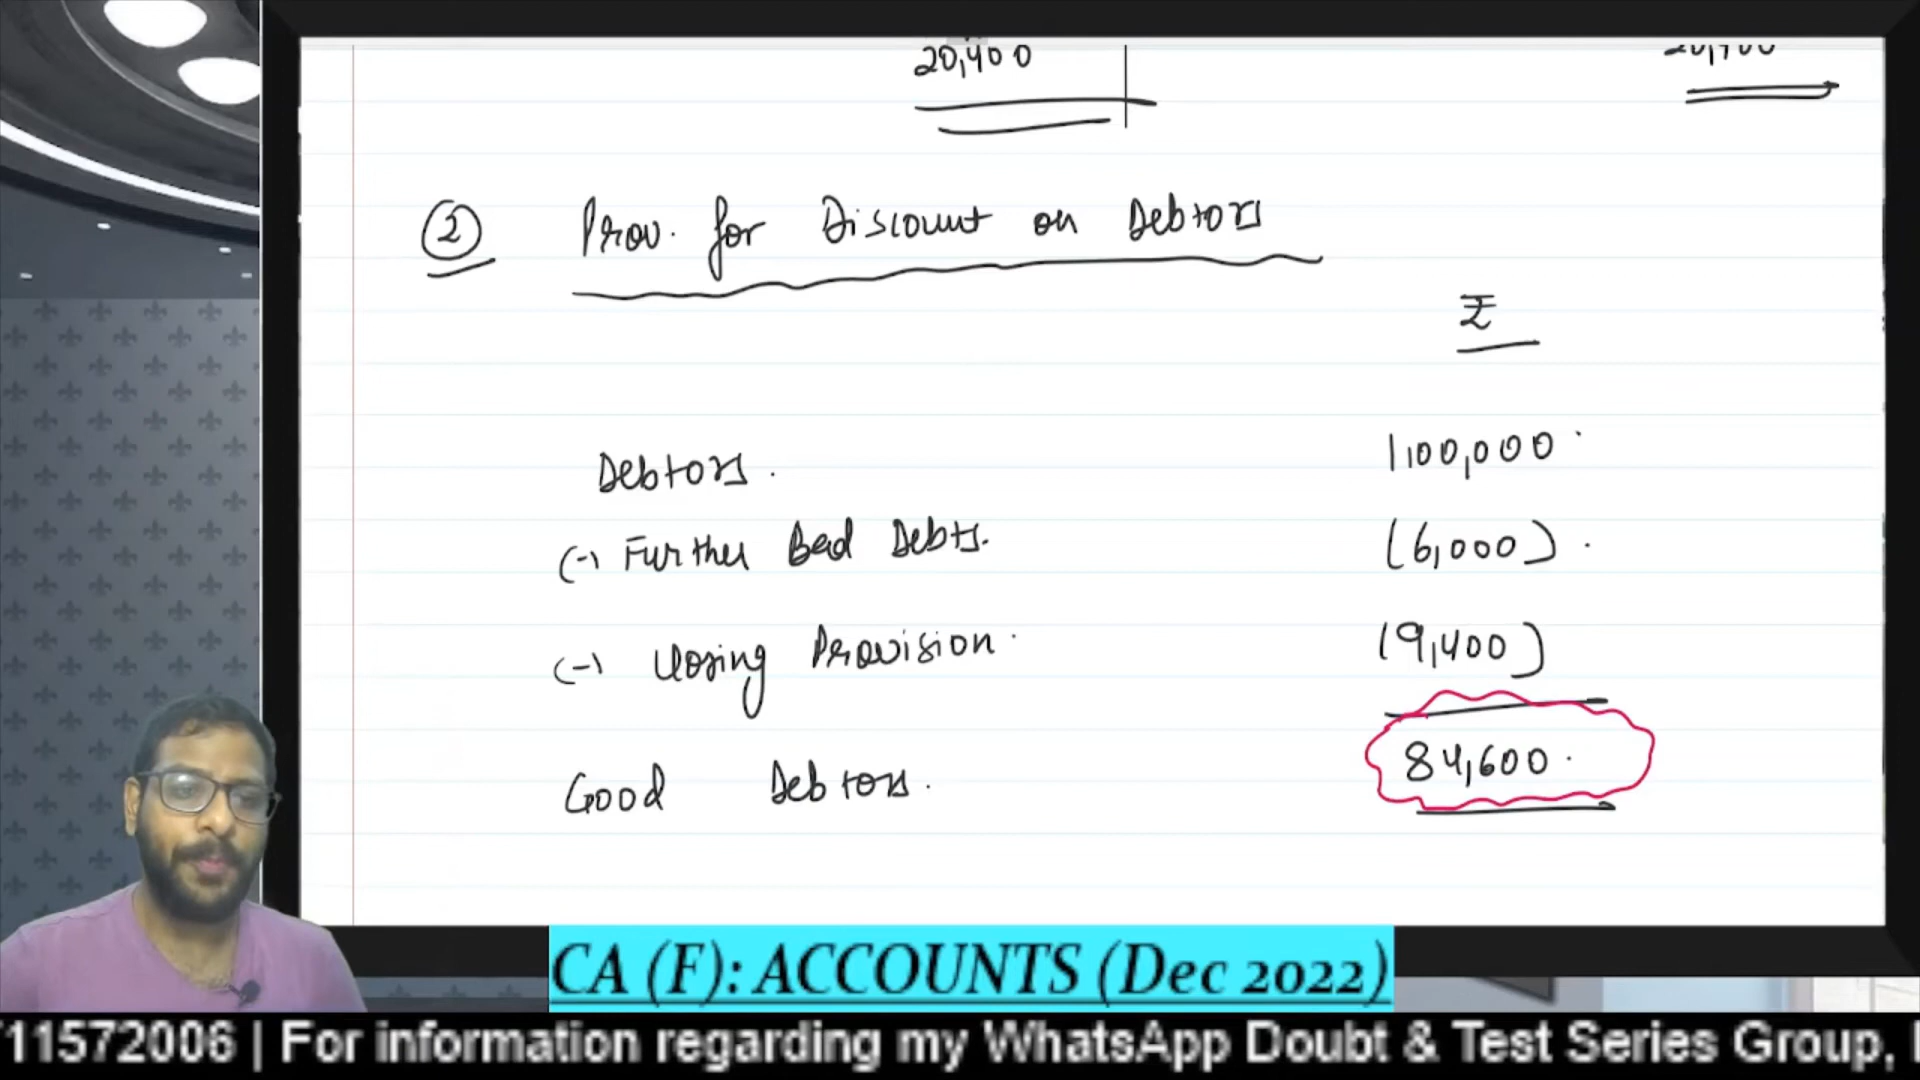 20,400
② Prov. for Discount on Debtors
₹
Debtors. 1,00,000
(-) Further Bad Debts. (6,000)
(-) Closing Provision. (9,400)
Good Debtors. 84,600
CA (F): ACCOUNTS (Dec 2022)
11572006 | For information regarding my WhatsApp Doubt & Test Series Group,